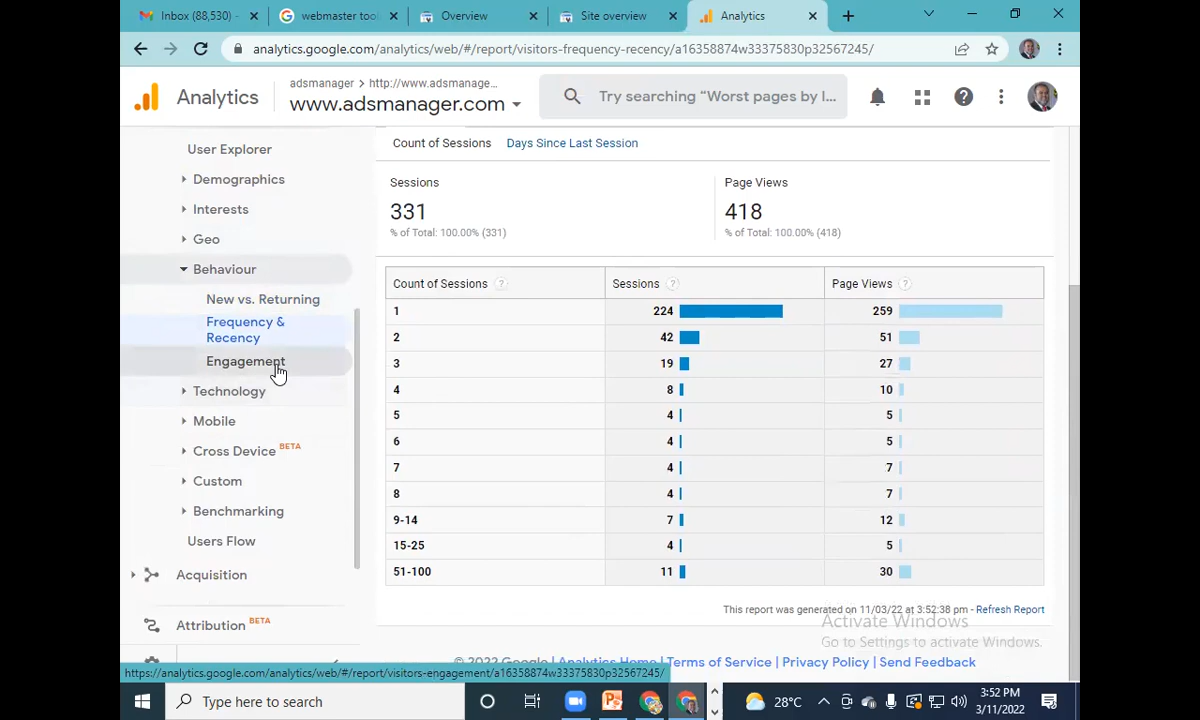 Inbox (88,530) -
webmaster tool
Overview
Site overview
Analytics
analytics.google.com/analytics/web/#/report/visitors-frequency-recency/a16358874w33375830p32567245/
Analytics
adsmanager > http://www.adsmanage...
www.adsmanager.com
Try searching “Worst pages by l...
User Explorer
Demographics
Interests
Geo
Behaviour
New vs. Returning
Frequency &
Recency
Engagement
Technology
Mobile
Cross Device BETA
Custom
Benchmarking
Users Flow
Acquisition
Attribution BETA
Count of Sessions Days Since Last Session
Sessions Page Views
331 418
% of Total: 100.00% (331) % of Total: 100.00% (418)
Count of Sessions ? Sessions ? Page Views ?
1 224 259
2 42 51
3 19 27
4 8 10
5 4 5
6 4 5
7 4 7
8 4 7
9-14 7 12
15-25 4 5
51-100 11 30
This report was generated on 11/03/22 at 3:52:38 pm - Refresh Report
Activate Windows
Go to Settings to activate Windows.
© 2022 Google | Analytics Home | Terms of Service | Privacy Policy | Send Feedback
https://analytics.google.com/analytics/web/#/report/visitors-engagement/a16358874w33375830p32567245/
Type here to search
28°C
3:52 PM
3/11/2022